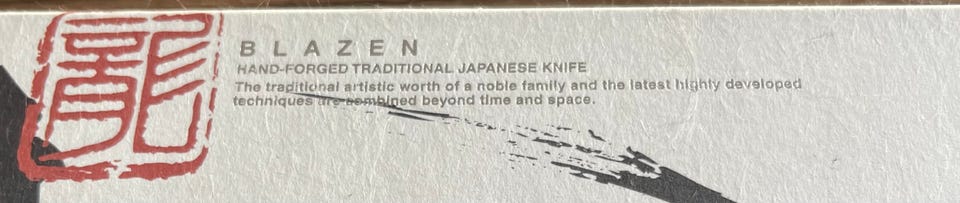 龍
BLAZEN
HAND-FORGED TRADITIONAL JAPANESE KNIFE
The traditional artistic worth of a noble family and the latest highly developed
techniques are combined beyond time and space.